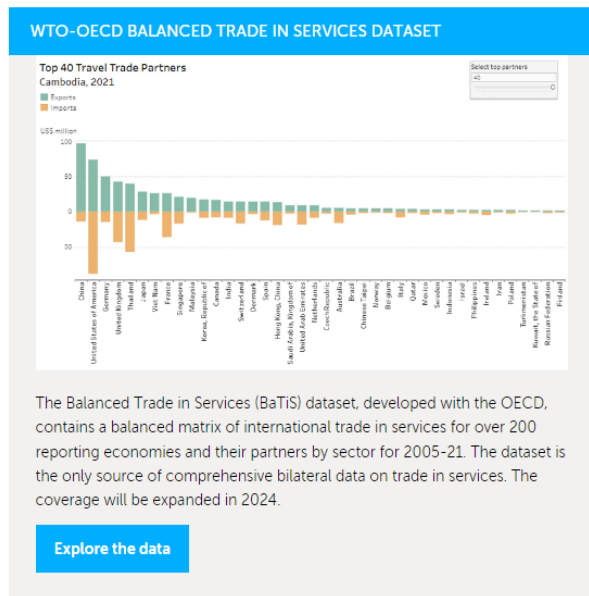 WTO-OECD BALANCED TRADE IN SERVICES DATASET
Top 40 Travel Trade Partners
Cambodia, 2021
Exports
Imports
Select top partners
40
US$ million
100
50
0
50
China
United States of America
Germany
United Kingdom
Thailand
Japan
Viet Nam
France
Singapore
Malaysia
Korea, Republic of
Canada
India
Switzerland
Denmark
Spain
Hong Kong, China
Saudi Arabia, Kingdom of
United Arab Emirates
Netherlands
Czech Republic
Australia
Brazil
Chinese Taipei
Norway
Belgium
Italy
Qatar
Mexico
Sweden
Indonesia
Israel
Philippines
Ireland
Iran
Poland
Turkmenistan
Kuwait, the State of
Russian Federation
Finland
The Balanced Trade in Services (BaTiS) dataset, developed with the OECD,
contains a balanced matrix of international trade in services for over 200
reporting economies and their partners by sector for 2005-21. The dataset is
the only source of comprehensive bilateral data on trade in services. The
coverage will be expanded in 2024.
Explore the data